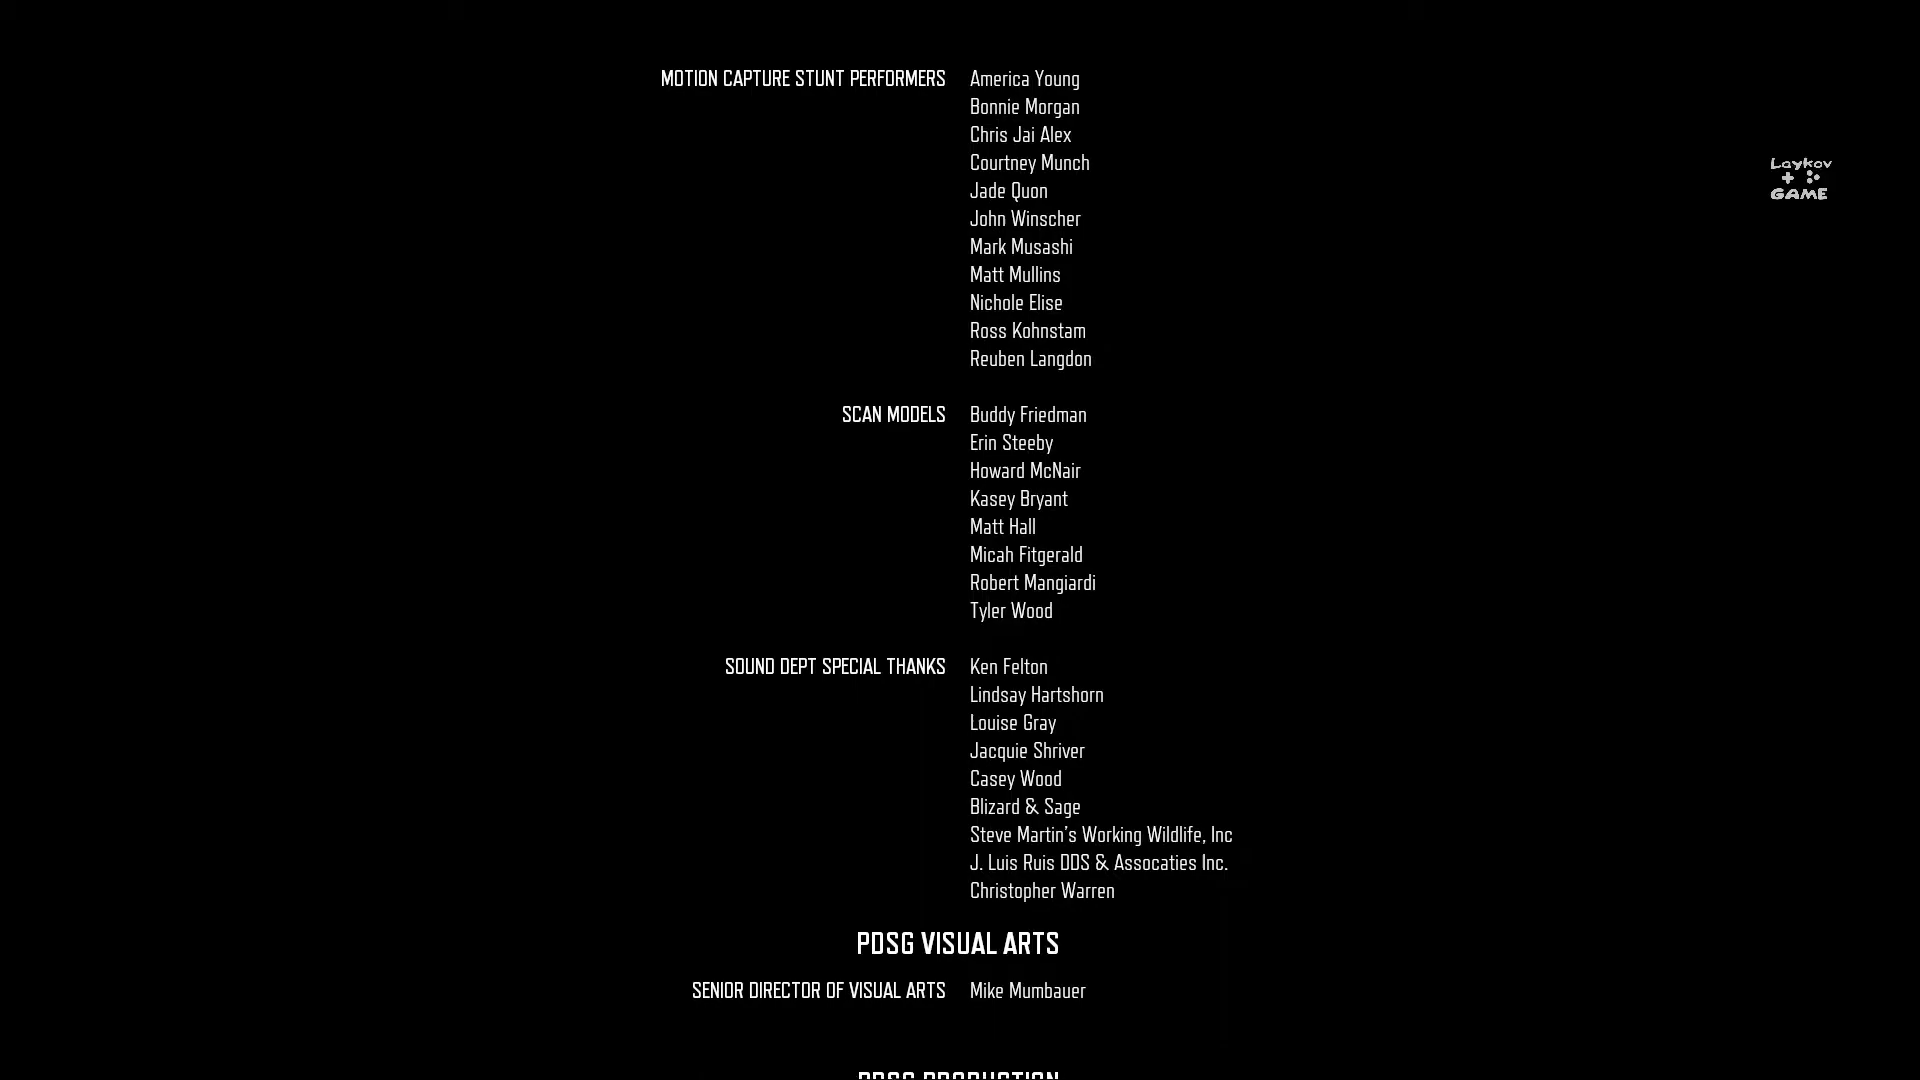 MOTION CAPTURE STUNT PERFORMERS America Young
Bonnie Morgan
Chris Jai Alex
Courtney Munch
Laykov
GAME
Jade Quon
John Winscher
Mark Musashi
Matt Mullins
Nichole Elise
Ross Kohnstam
Reuben Langdon
SCAN MODELS Buddy Friedman
Erin Steeby
Howard McNair
Kasey Bryant
Matt Hall
Micah Fitgerald
Robert Mangiardi
Tyler Wood
SOUND DEPT SPECIAL THANKS Ken Felton
Lindsay Hartshorn
Louise Gray
Jacquie Shriver
Casey Wood
Blizard & Sage
Steve Martin's Working Wildlife, Inc
J. Luis Ruis DDS & Assocaties Inc.
Christopher Warren
PDSG VISUAL ARTS
SENIOR DIRECTOR OF VISUAL ARTS Mike Mumbauer
PDSG PRODUCTION